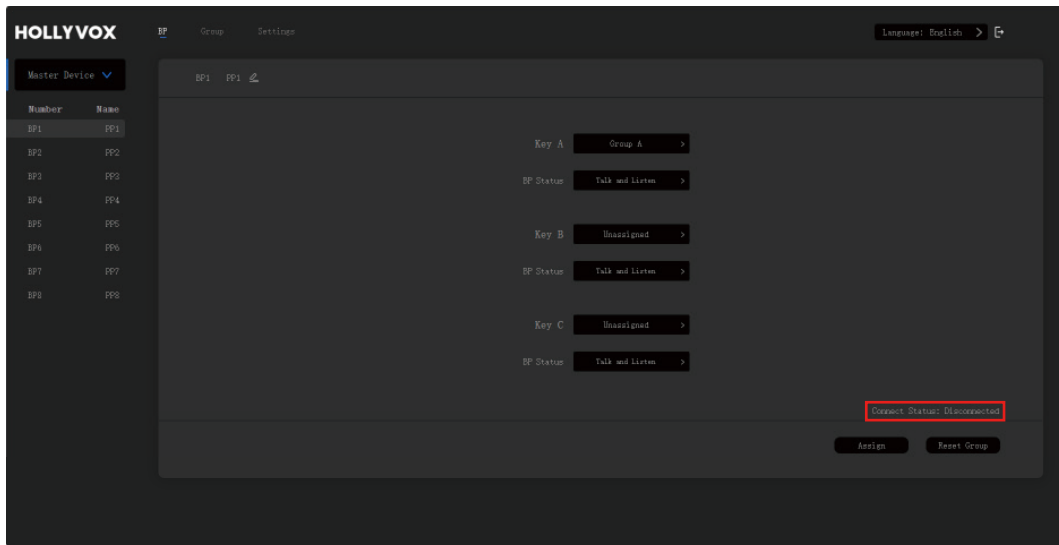 HOLLYVOX BP Group Settings Language: English
Master Device
BP1 PP1
Number Name
BP1 PP1
BP2 PP2
BP3 PP3
BP4 PP4
BP5 PP5
BP6 PP6
BP7 PP7
BP8 PP8
Key A Group A
BP Status Talk and Listen
Key B Unassigned
BP Status Talk and Listen
Key C Unassigned
BP Status Talk and Listen
Connect Status: Disconnected
Assign Reset Group